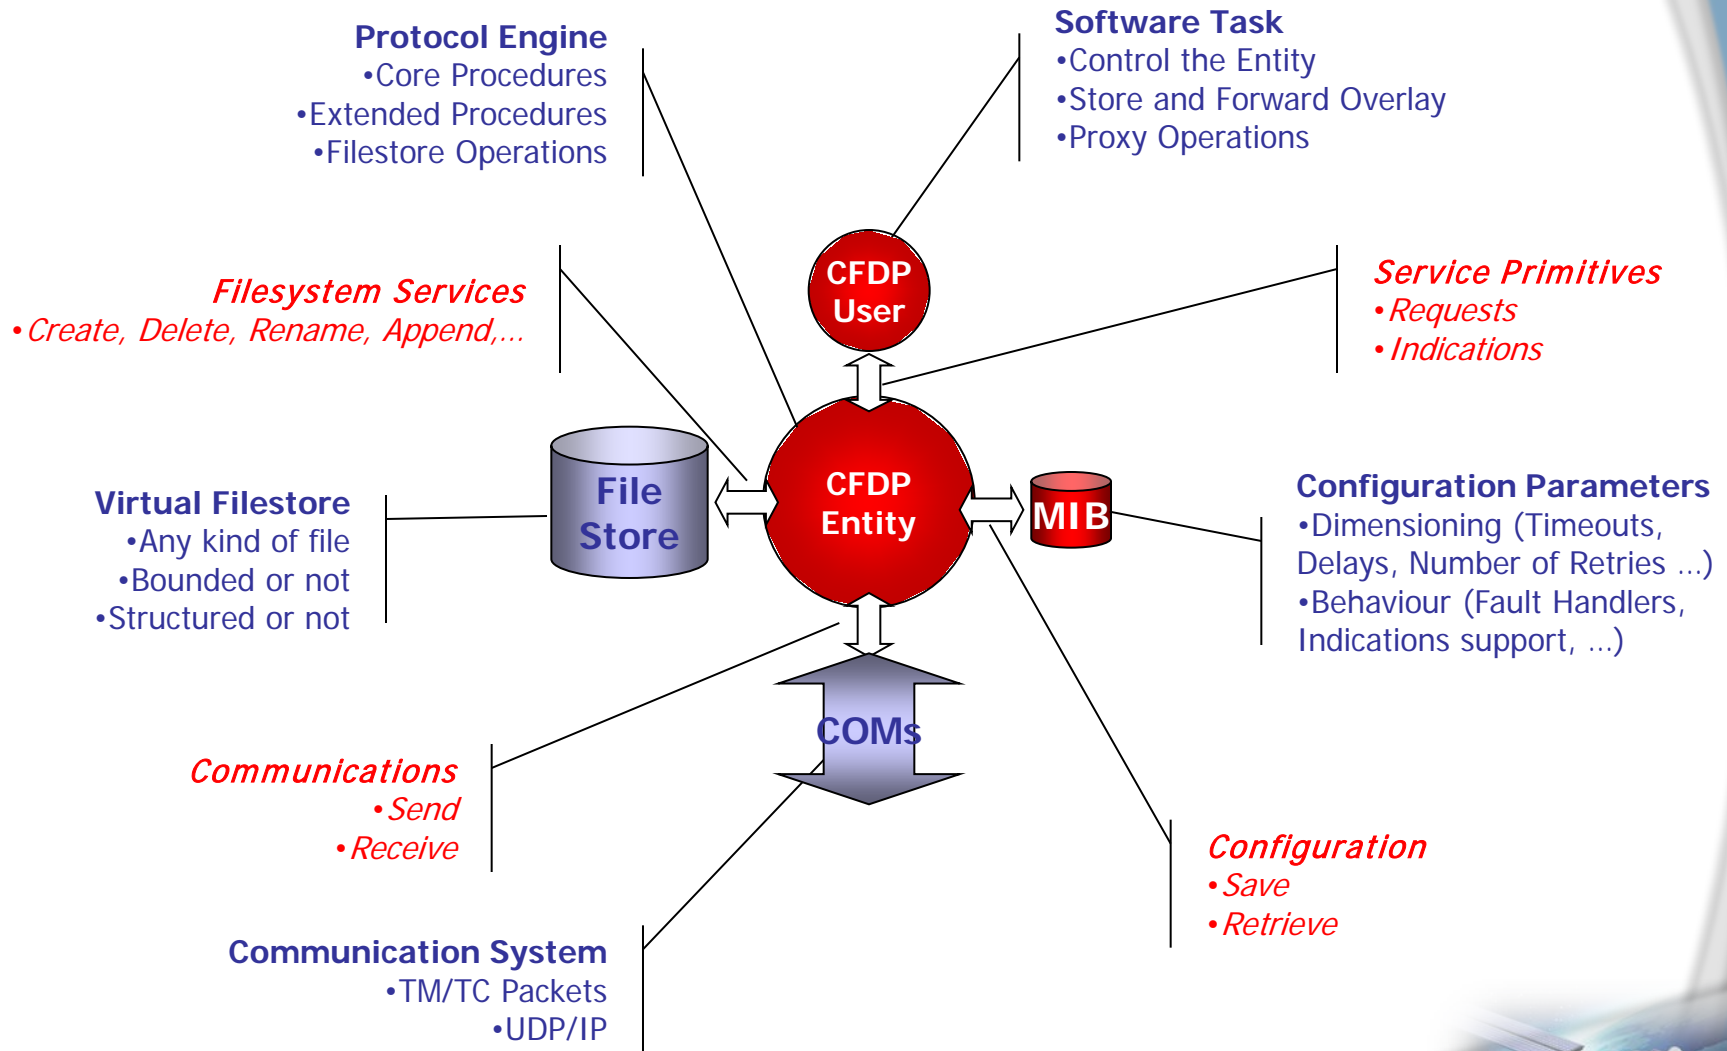 Protocol Engine
•Core Procedures
•Extended Procedures
•Filestore Operations
Software Task
•Control the Entity
•Store and Forward Overlay
•Proxy Operations
Filesystem Services
•Create, Delete, Rename, Append,...
CFDP
User
Service Primitives
•Requests
•Indications
Virtual Filestore
•Any kind of file
•Bounded or not
•Structured or not
File
Store
CFDP
Entity
MIB
Configuration Parameters
•Dimensioning (Timeouts,
Delays, Number of Retries ...)
•Behaviour (Fault Handlers,
Indications support, ...)
COMs
Communications
•Send
•Receive
Configuration
•Save
•Retrieve
Communication System
•TM/TC Packets
•UDP/IP